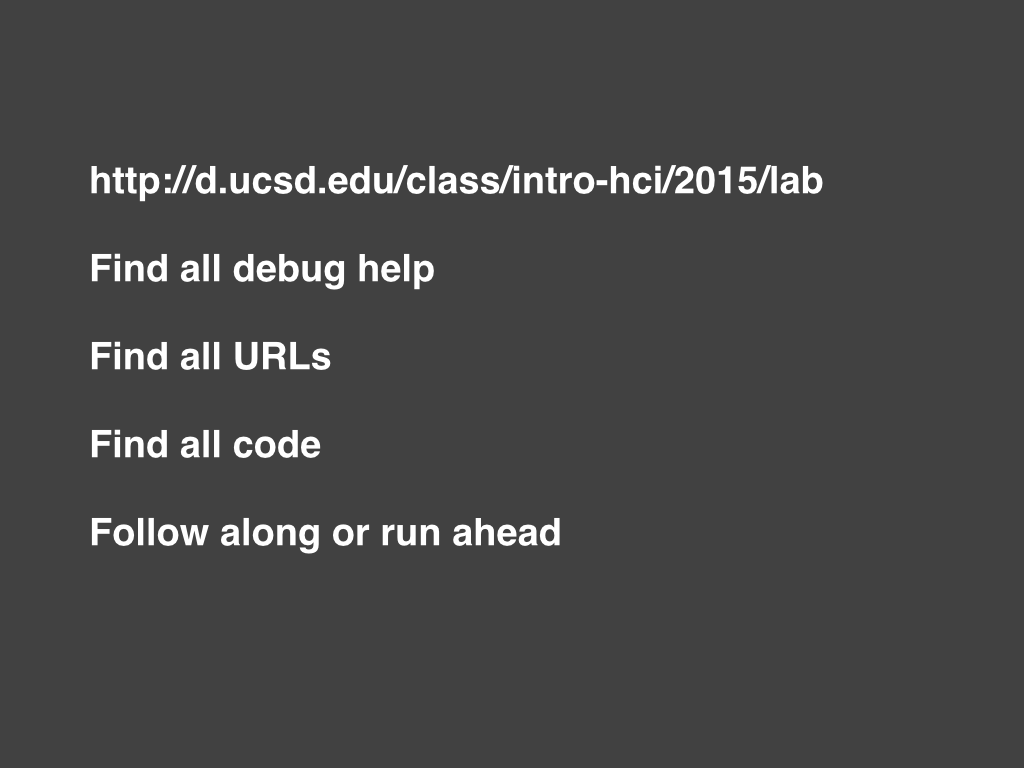 http://d.ucsd.edu/class/intro-hci/2015/lab
Find all debug help
Find all URLs
Find all code
Follow along or run ahead